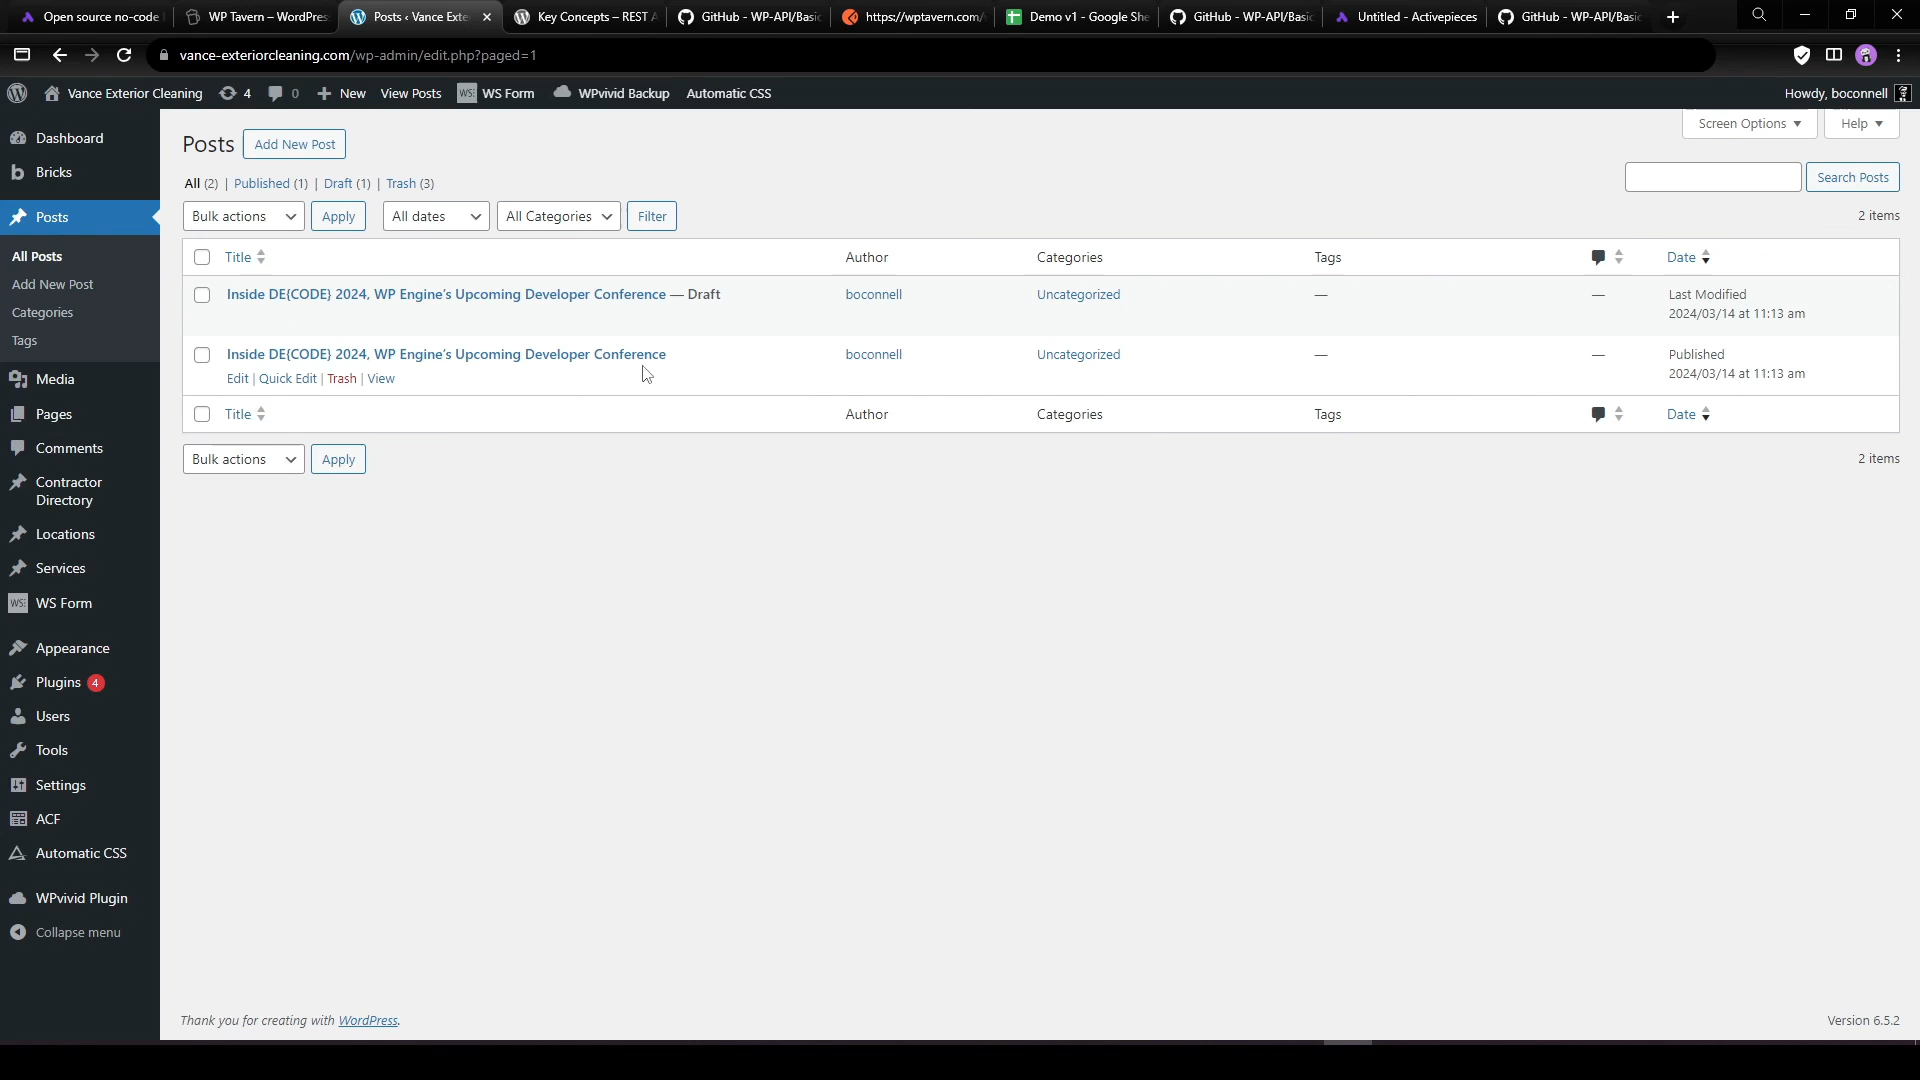 Open source no-code
WP Tavern – WordPres
Posts ‹ Vance Exte
Key Concepts – REST A
GitHub - WP-API/Basic
https://wptavern.com/
Demo v1 - Google She
GitHub - WP-API/Basic
Untitled - Activepieces
GitHub - WP-API/Basic
vance-exteriorcleaning.com/wp-admin/edit.php?paged=1
Vance Exterior Cleaning
4
0
New
View Posts
WS: WS Form
WPvivid Backup
Automatic CSS
Howdy, boconnell
Dashboard
Bricks
Posts
All Posts
Add New Post
Categories
Tags
Media
Pages
Comments
Contractor
Directory
Locations
Services
WS: WS Form
Appearance
Plugins 4
Users
Tools
Settings
ACF
Automatic CSS
WPvivid Plugin
Collapse menu
Screen Options
Help
Posts
Add New Post
All (2) | Published (1) | Draft (1) | Trash (3)
Search Posts
Bulk actions
Apply
All dates
All Categories
Filter
2 items
Title
Author
Categories
Tags
Date
Inside DE{CODE} 2024, WP Engine’s Upcoming Developer Conference — Draft
boconnell
Uncategorized
—
—
Last Modified
2024/03/14 at 11:13 am
Inside DE{CODE} 2024, WP Engine’s Upcoming Developer Conference
Edit | Quick Edit | Trash | View
boconnell
Uncategorized
—
—
Published
2024/03/14 at 11:13 am
Title
Author
Categories
Tags
Date
Bulk actions
Apply
2 items
Thank you for creating with WordPress.
Version 6.5.2